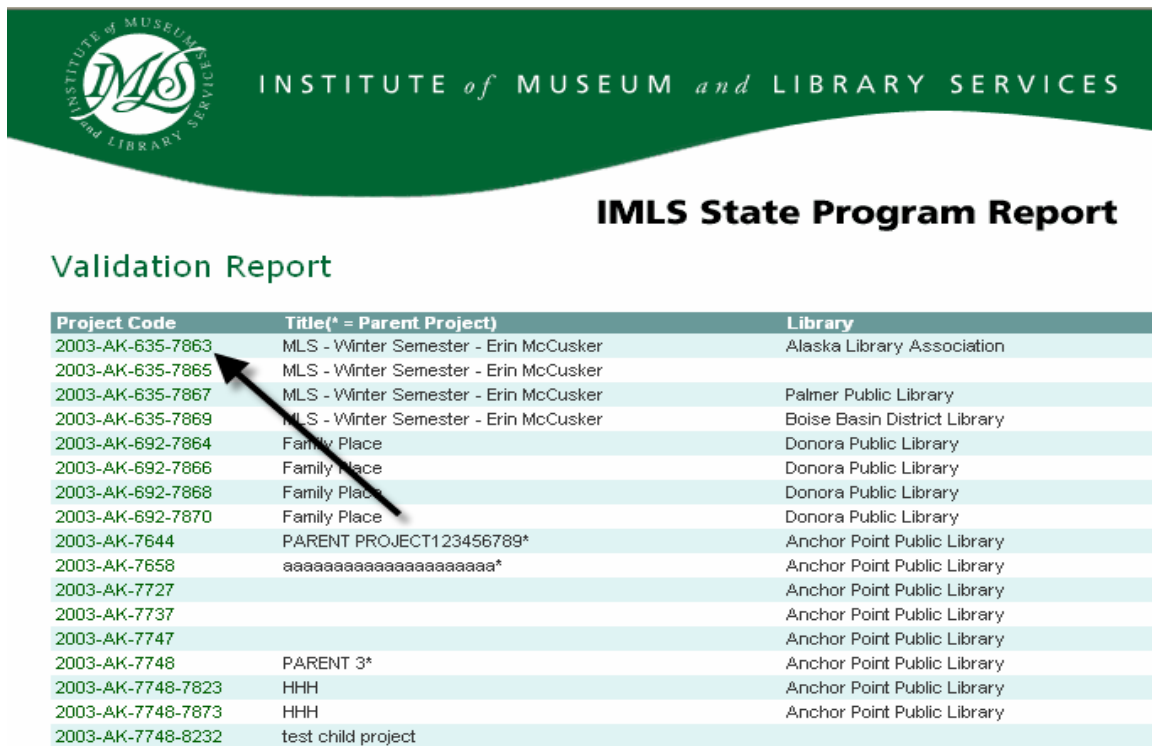 INSTITUTE of MUSEUM and LIBRARY SERVICES
IMLS
INSTITUTE of MUSEUM and LIBRARY SERVICES
IMLS State Program Report
Validation Report
Project Code Title(* = Parent Project) Library
2003-AK-635-7863 MLS - Winter Semester - Erin McCusker Alaska Library Association
2003-AK-635-7865 MLS - Winter Semester - Erin McCusker
2003-AK-635-7867 MLS - Winter Semester - Erin McCusker Palmer Public Library
2003-AK-635-7869 MLS - Winter Semester - Erin McCusker Boise Basin District Library
2003-AK-692-7864 Family Place Donora Public Library
2003-AK-692-7866 Family Place Donora Public Library
2003-AK-692-7868 Family Place Donora Public Library
2003-AK-692-7870 Family Place Donora Public Library
2003-AK-7644 PARENT PROJECT123456789* Anchor Point Public Library
2003-AK-7658 aaaaaaaaaaaaaaaaaaaaa* Anchor Point Public Library
2003-AK-7727 Anchor Point Public Library
2003-AK-7737 Anchor Point Public Library
2003-AK-7747 Anchor Point Public Library
2003-AK-7748 PARENT 3* Anchor Point Public Library
2003-AK-7748-7823 HHH Anchor Point Public Library
2003-AK-7748-7873 HHH Anchor Point Public Library
2003-AK-7748-8232 test child project